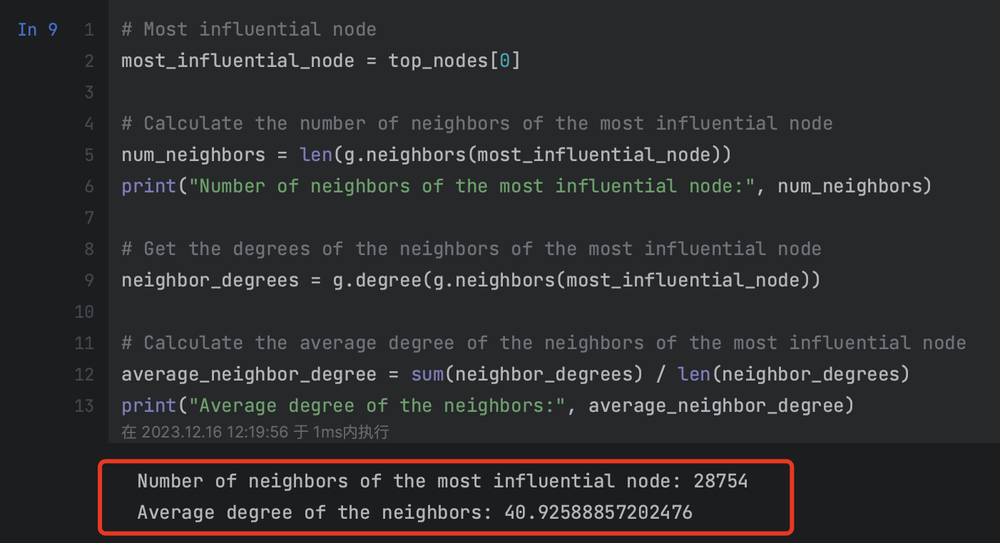 In 9
1 # Most influential node
2 most_influential_node = top_nodes[0]
3
4 # Calculate the number of neighbors of the most influential node
5 num_neighbors = len(g.neighbors(most_influential_node))
6 print("Number of neighbors of the most influential node:", num_neighbors)
7
8 # Get the degrees of the neighbors of the most influential node
9 neighbor_degrees = g.degree(g.neighbors(most_influential_node))
10
11 # Calculate the average degree of the neighbors of the most influential node
12 average_neighbor_degree = sum(neighbor_degrees) / len(neighbor_degrees)
13 print("Average degree of the neighbors:", average_neighbor_degree)
在 2023.12.16 12:19:56 于 1ms内执行
Number of neighbors of the most influential node: 28754
Average degree of the neighbors: 40.92588857202476